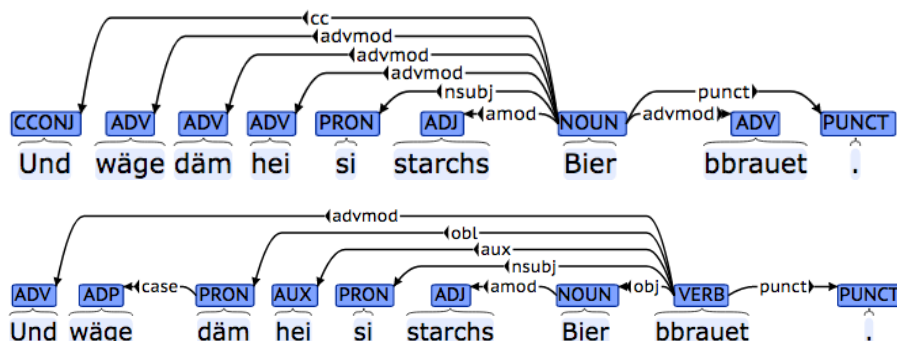 cc
advmod
advmod
advmod
nsubj punct
amod advmod
CCONJ ADV ADV ADV PRON ADJ NOUN ADV PUNCT
Und wäge däm hei si starchs Bier bbrauet .
advmod
obl
aux
nsubj
case amod obj punct
ADV ADP PRON AUX PRON ADJ NOUN VERB PUNCT
Und wäge däm hei si starchs Bier bbrauet .